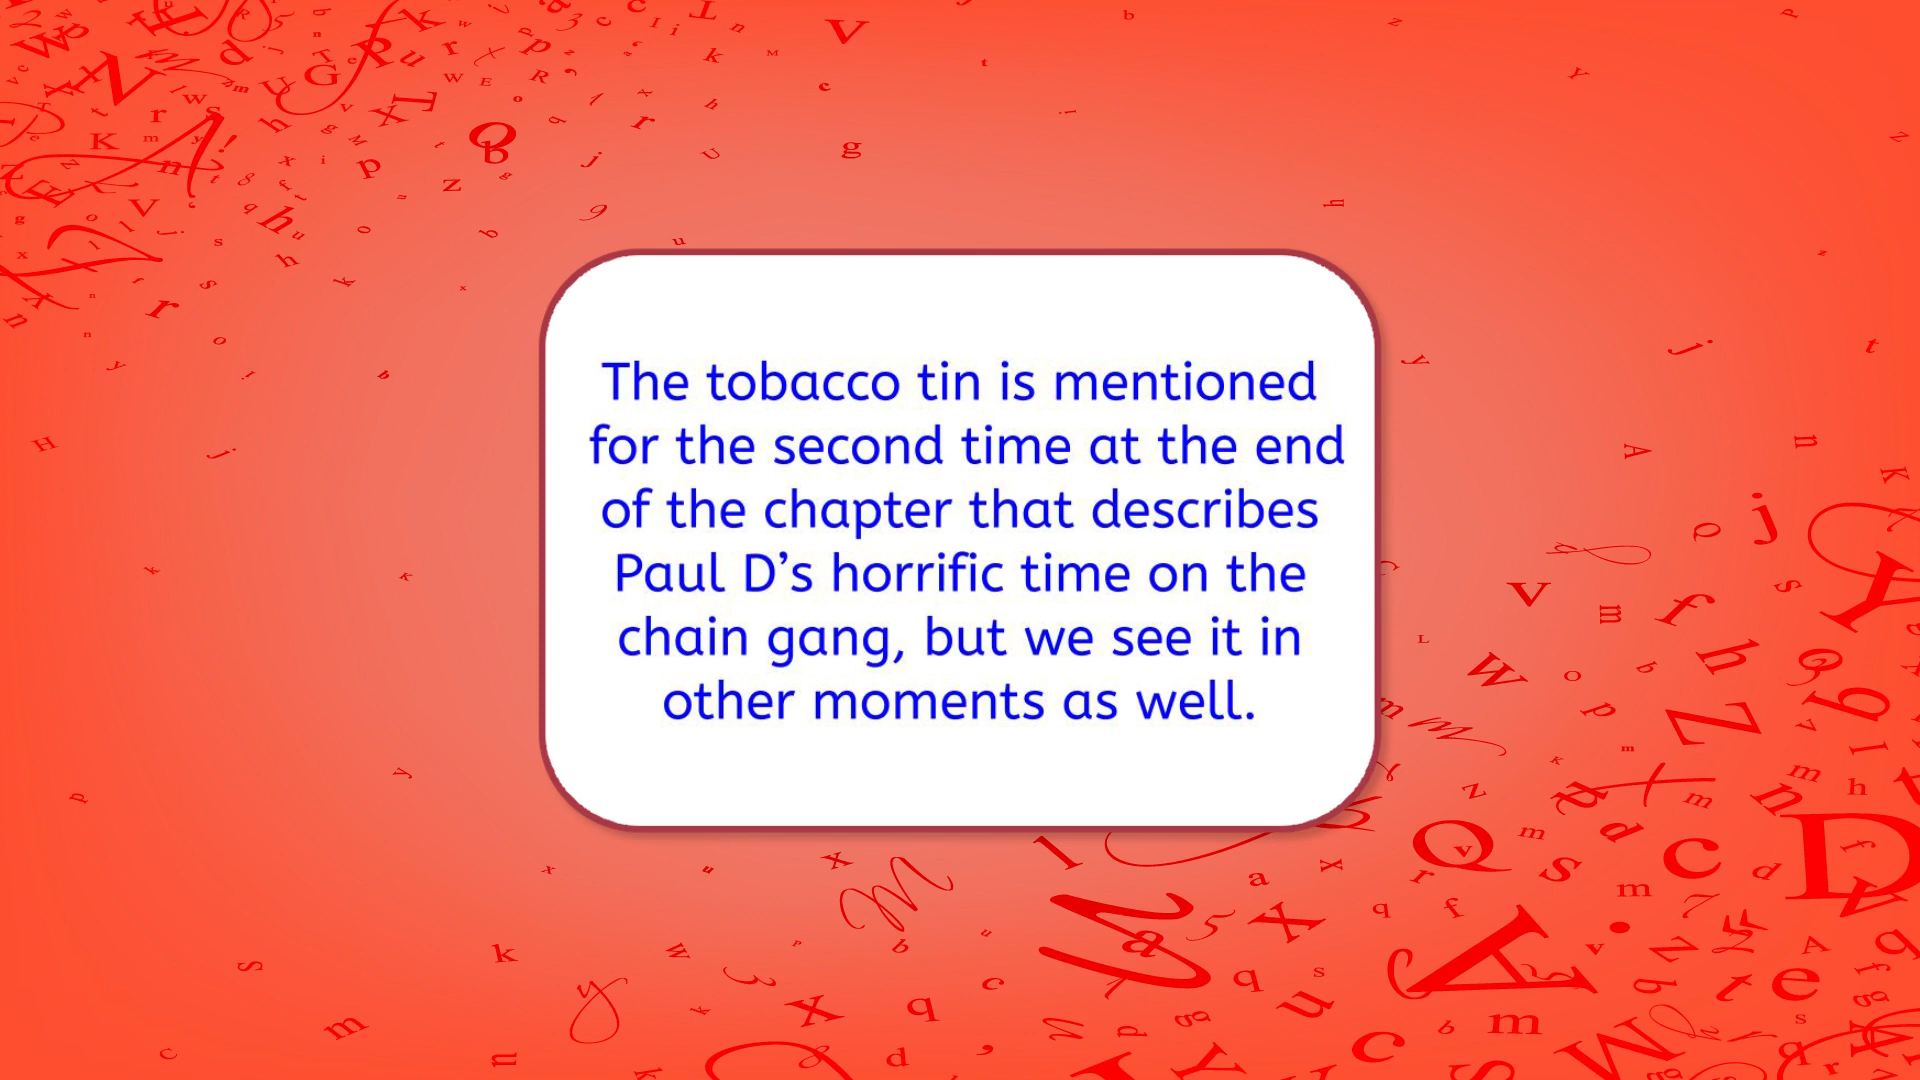 The tobacco tin is mentioned
for the second time at the end
of the chapter that describes
Paul D’s horrific time on the
chain gang, but we see it in
other moments as well.